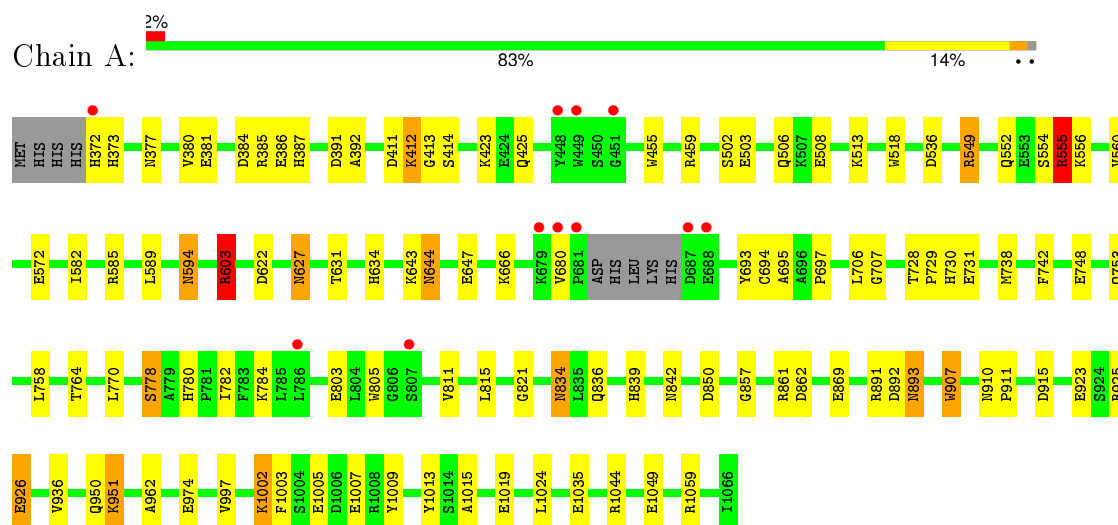 2%
Chain A:
83% 14% • •
MET HIS HIS HIS H372 H373 N377 V380 E381 D384 R385 E386 H387 D391 A392 D411 K412 G413 S414 K423 E424 Q425 Y448 W449 S450 G451 W455 R459 S502 E503 Q506 K507 E508 K513 W518 D536 R549 Q552 E553 S554 R555 K556
E572 I582 R585 L589 N594 R603 D622 N627 T631 H634 K643 N644 E647 K666 K679 V680 P681 ASP HIS LEU LYS HIS D687 E688 Y693 C694 A695 A696 P697 L706 G707 T728 P729 H730 E731 M738 F742 E748
L758 T764 L770 S778 A779 H780 P781 I782 F783 K784 L785 L786 E803 L804 W805 G806 S807 V811 L815 G821 N834 L835 Q836 H839 N842 D850 G857 R861 D862 E869 R891 D892 N893 W907 N910 P911 D915 E923 S924 R925
E926 V936 Q950 K951 A962 E974 V997 K1002 F1003 S1004 E1005 D1006 E1007 R1008 Y1009 Y1013 S1014 A1015 E1019 L1024 E1035 R1044 E1049 R1059 I1066